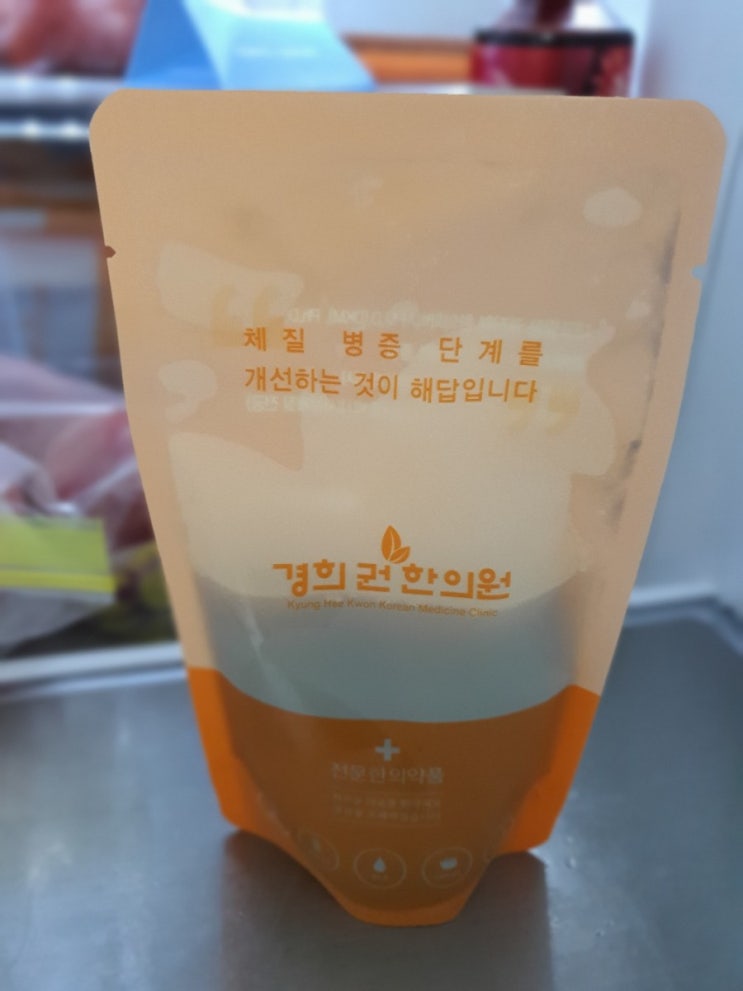 체질 병증 단계를
개선하는 것이 해답입니다
경희권한의원
Kyung Hee Kwon Korean Medicine Clinic
전문한의약품